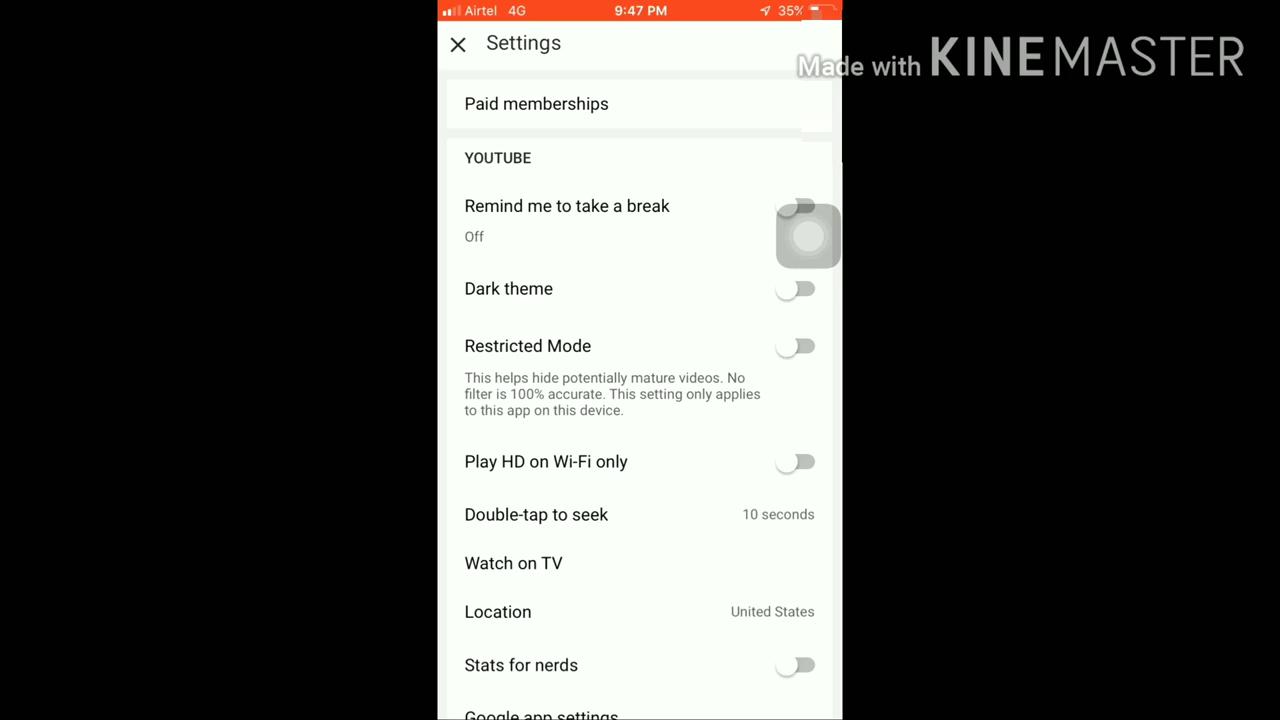 Airtel 4G 9:47 PM 35%
Settings
Made with KINEMASTER
Paid memberships
YOUTUBE
Remind me to take a break
Off
Dark theme
Restricted Mode
This helps hide potentially mature videos. No
filter is 100% accurate. This setting only applies
to this app on this device.
Play HD on Wi-Fi only
Double-tap to seek 10 seconds
Watch on TV
Location United States
Stats for nerds
Google app settings